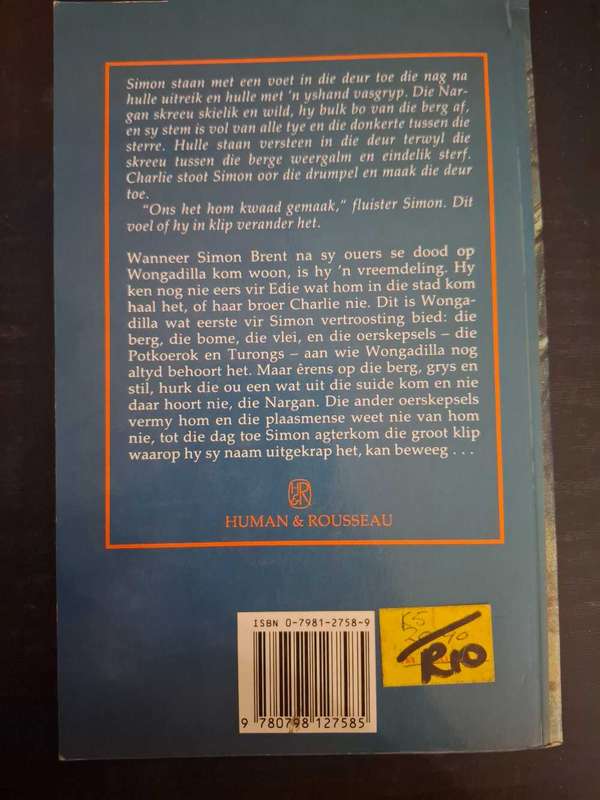 Simon staan met een voet in die deur toe die nag na
hulle uitreik en hulle met 'n yshand vasgryp. Die Nar-
gan skreeu skielik en wild, hy bulk bo van die berg af,
en sy stem is vol van alle tye en die donkerte tussen die
sterre. Hulle staan versteen in die deur terwyl die
skreeu tussen die berge weergalm en eindelik sterf.
Charlie stoot Simon oor die drumpel en maak die deur
toe.
“Ons het hom kwaad gemaak,” fluister Simon. Dit
voel of hy in klip verander het.
Wanneer Simon Brent na sy ouers se dood op
Wongadilla kom woon, is hy 'n vreemdeling. Hy
ken nog nie eers vir Edie wat hom in die stad kom
haal het, of haar broer Charlie nie. Dit is Wonga-
dilla wat eerste vir Simon vertroosting bied: die
berg, die bome, die vlei, en die oerskepsels – die
Potkoerok en Turongs – aan wie Wongadilla nog
altyd behoort het. Maar êrens op die berg, grys en
stil, hurk die ou een wat uit die suide kom en nie
daar hoort nie, die Nargan. Die ander oerskepsels
vermy hom en die plaasmense weet nie van hom
nie, tot die dag toe Simon agterkom die groot klip
waarop hy sy naam uitgekrap het, kan beweeg . . .
H&R
HUMAN & ROUSSEAU
ISBN 0-7981-2758-9
9 780798 127585
R10